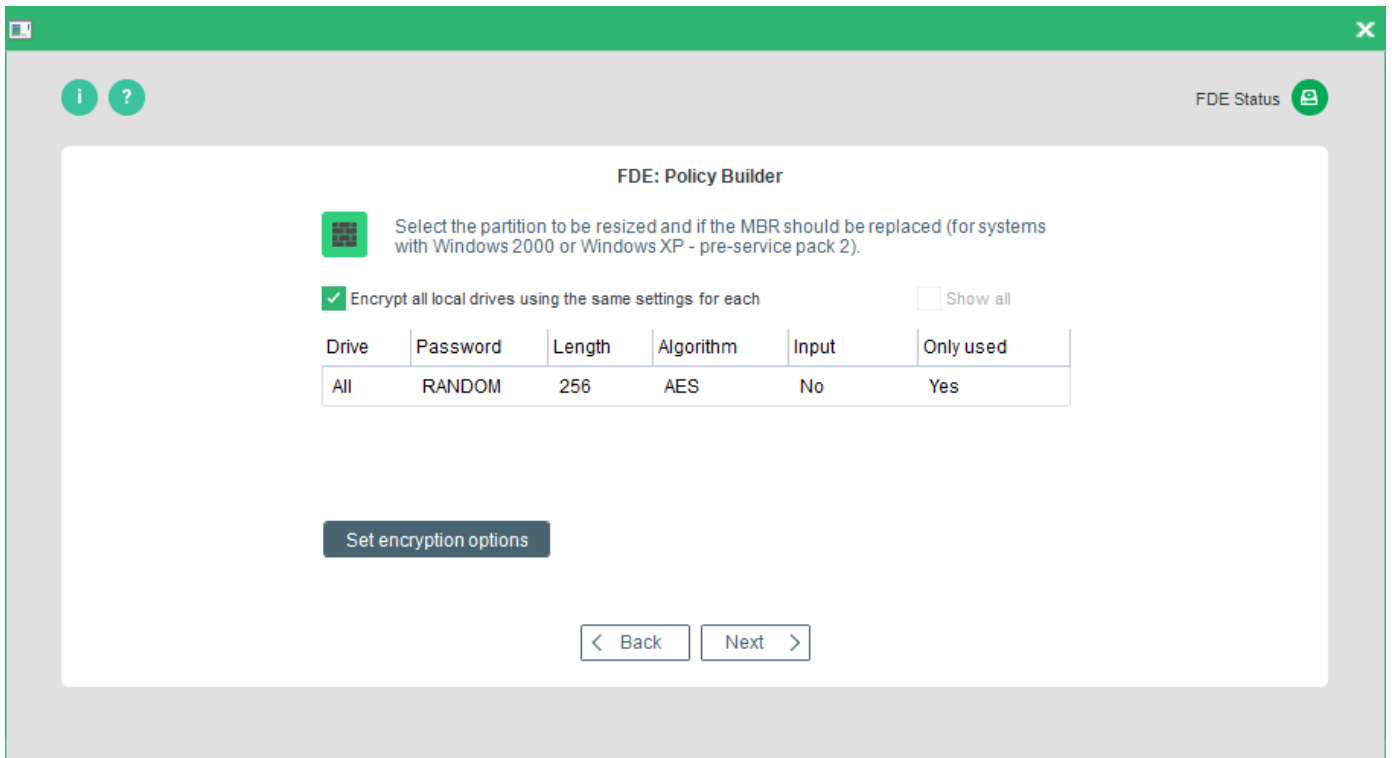 i ? FDE Status
FDE: Policy Builder
Select the partition to be resized and if the MBR should be replaced (for systems
with Windows 2000 or Windows XP - pre-service pack 2).
Encrypt all local drives using the same settings for each Show all
Drive Password Length Algorithm Input Only used
All RANDOM 256 AES No Yes
Set encryption options
Back Next